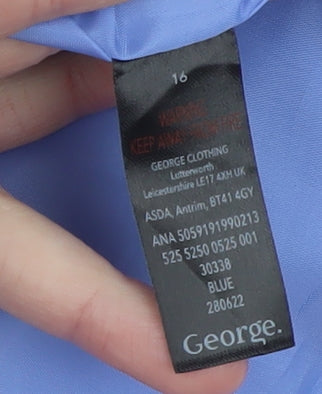 16
WARNING
KEEP AWAY FROM FIRE
GEORGE CLOTHING
Lutterworth
Leicestershire LE17 4XH UK
ASDA, Antrim, BT41 4GY
ANA 5059191990213
525 5250 0525 001
30338
BLUE
280622
George.